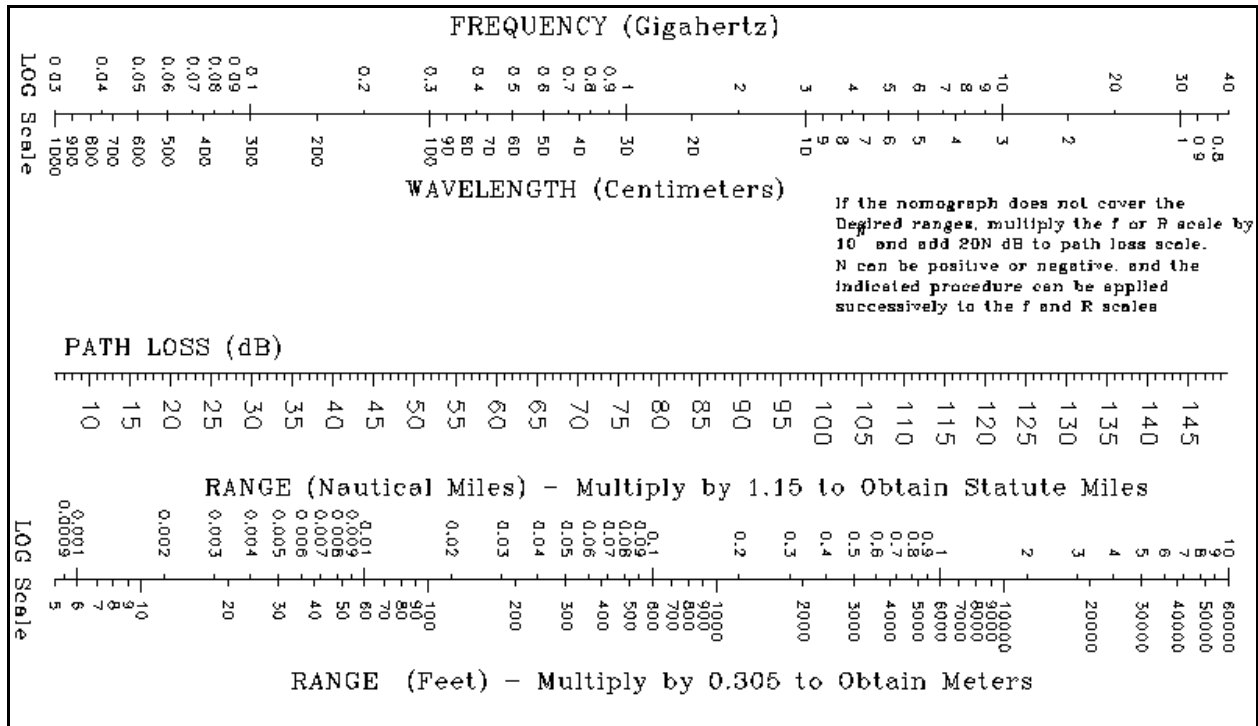 FREQUENCY (Gigahertz)
LOG Scale
0.03 0.04 0.05 0.06 0.07 0.08 0.09 0.1 0.2 0.3 0.4 0.5 0.6 0.7 0.8 0.9 1 2 3 4 5 6 7 8 9 10 20 30 40
1000 900 800 700 600 500 400 300 200 100 90 80 70 60 50 40 30 20 10 9 8 7 6 5 4 3 2 1 0.9 0.8
WAVELENGTH (Centimeters)
If the nomograph does not cover the
Desired ranges, multiply the f or R scale by
10^N and add 20N dB to path loss scale.
N can be positive or negative, and the
indicated procedure can be applied
successively to the f and R scales
PATH LOSS (dB)
10 15 20 25 30 35 40 45 50 55 60 65 70 75 80 85 90 95 100 105 110 115 120 125 130 135 140 145
RANGE (Nautical Miles) - Multiply by 1.15 to Obtain Statute Miles
LOG Scale
0.0009 0.001 0.002 0.003 0.004 0.005 0.006 0.007 0.008 0.009 0.01 0.02 0.03 0.04 0.05 0.06 0.07 0.08 0.09 0.1 0.2 0.3 0.4 0.5 0.6 0.7 0.8 0.9 1 2 3 4 5 6 7 8 9 10
5 6 7 8 9 10 20 30 40 50 60 70 80 90 100 200 300 400 500 600 700 800 900 1000 2000 3000 4000 5000 6000 7000 8000 9000 10000 20000 30000 40000 50000 60000
RANGE (Feet) - Multiply by 0.305 to Obtain Meters